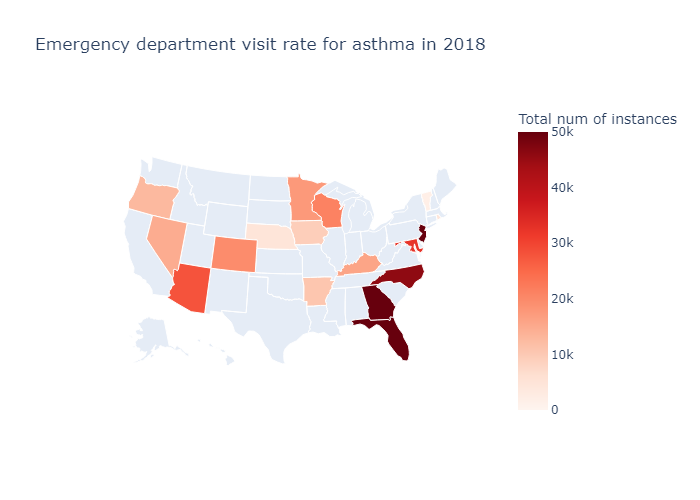 Emergency department visit rate for asthma in 2018
Total num of instances
50k
40k
30k
20k
10k
0